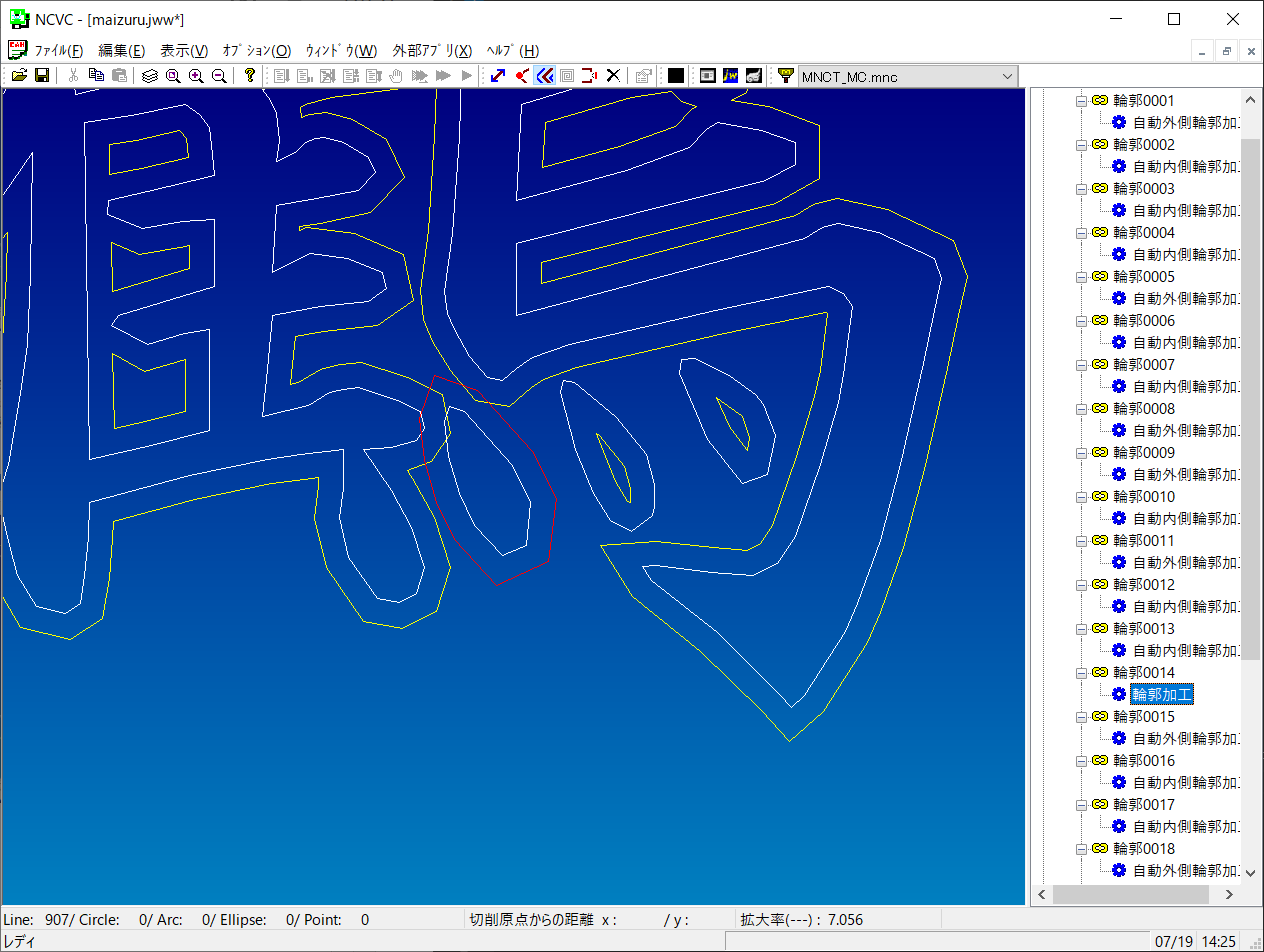 NCVC - [maizuru.jww*]
ﾌｧｲﾙ(F) 編集(E) 表示(V) ｵﾌﾟｼｮﾝ(O) ｳｨﾝﾄﾞｳ(W) 外部ｱﾌﾟﾘ(X) ﾍﾙﾌﾟ(H)
MNCT_MC.mnc
輪郭0001
自動外側輪郭加
輪郭0002
自動内側輪郭加
輪郭0003
自動内側輪郭加
輪郭0004
自動内側輪郭加
輪郭0005
自動外側輪郭加
輪郭0006
自動内側輪郭加
輪郭0007
自動内側輪郭加
輪郭0008
自動外側輪郭加
輪郭0009
自動内側輪郭加
輪郭0010
自動内側輪郭加
輪郭0011
自動外側輪郭加
輪郭0012
自動内側輪郭加
輪郭0013
自動内側輪郭加
輪郭0014
輪郭加工
輪郭0015
自動外側輪郭加
輪郭0016
自動内側輪郭加
輪郭0017
自動内側輪郭加
輪郭0018
自動外側輪郭加
Line: 907/ Circle: 0/ Arc: 0/ Ellipse: 0/ Point: 0 切削原点からの距離 x : / y : 拡大率(---) : 7.056
レディ 07/19 14:25